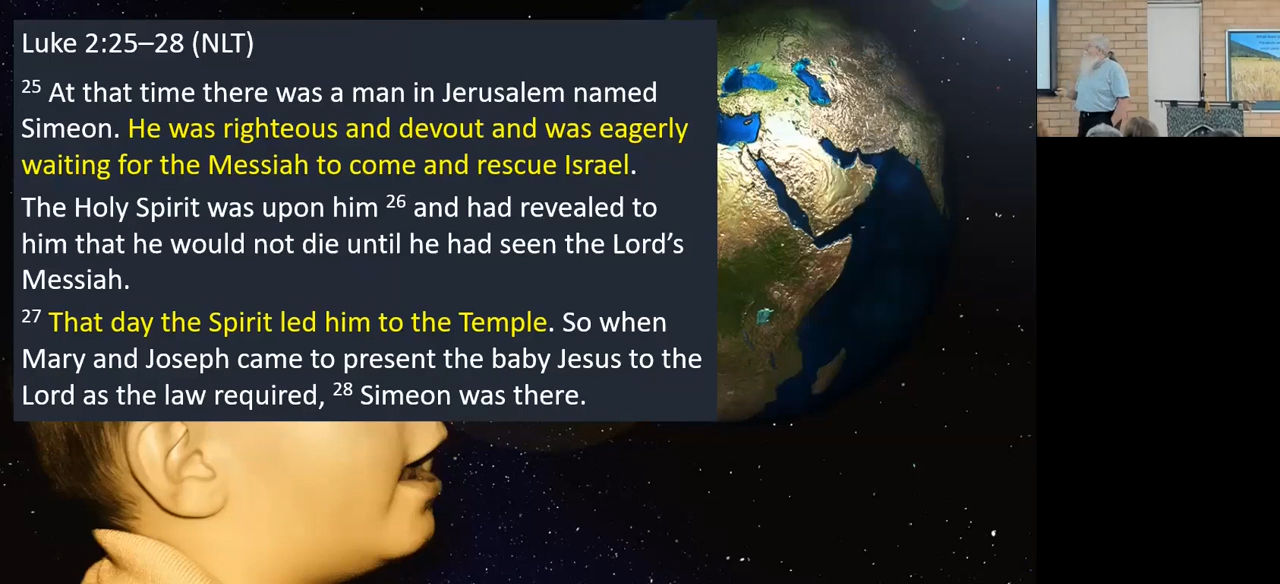 Luke 2:25–28 (NLT)
²⁵ At that time there was a man in Jerusalem named
Simeon. He was righteous and devout and was eagerly
waiting for the Messiah to come and rescue Israel.
The Holy Spirit was upon him ²⁶ and had revealed to
him that he would not die until he had seen the Lord’s
Messiah.
²⁷ That day the Spirit led him to the Temple. So when
Mary and Joseph came to present the baby Jesus to the
Lord as the law required, ²⁸ Simeon was there.